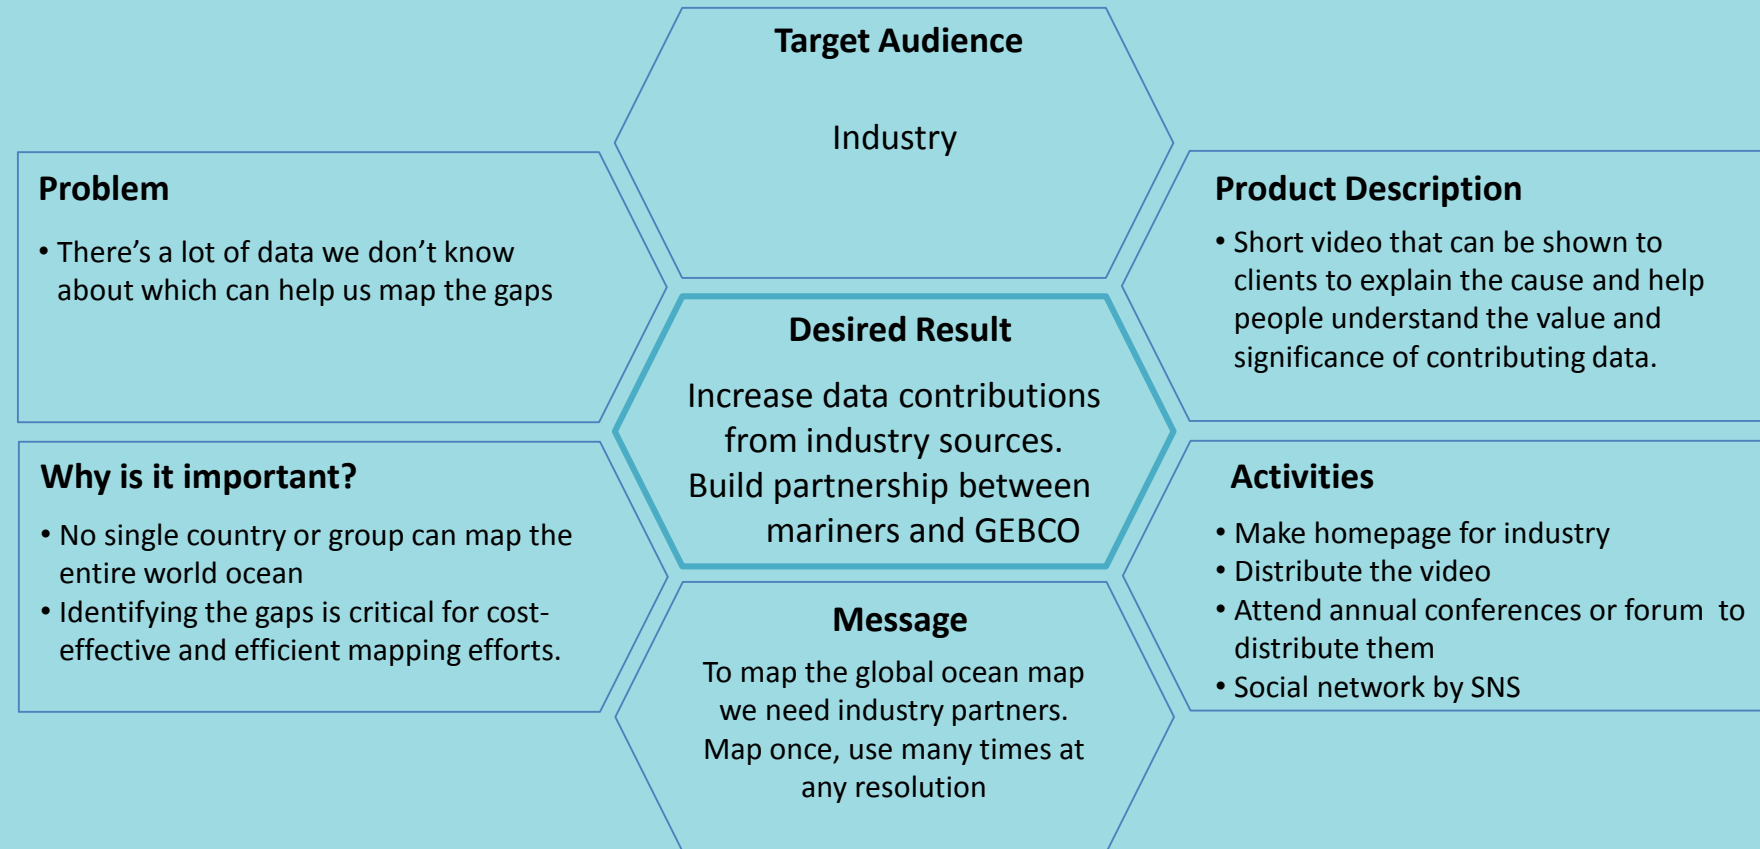 Target Audience
Industry
Problem
• There’s a lot of data we don’t know
about which can help us map the gaps
Product Description
• Short video that can be shown to
clients to explain the cause and help
people understand the value and
significance of contributing data.
Desired Result
Increase data contributions
from industry sources.
Build partnership between
mariners and GEBCO
Why is it important?
• No single country or group can map the
entire world ocean
• Identifying the gaps is critical for cost-
effective and efficient mapping efforts.
Activities
• Make homepage for industry
• Distribute the video
• Attend annual conferences or forum  to
distribute them
• Social network by SNS
Message
To map the global ocean map
we need industry partners.
Map once, use many times at
any resolution